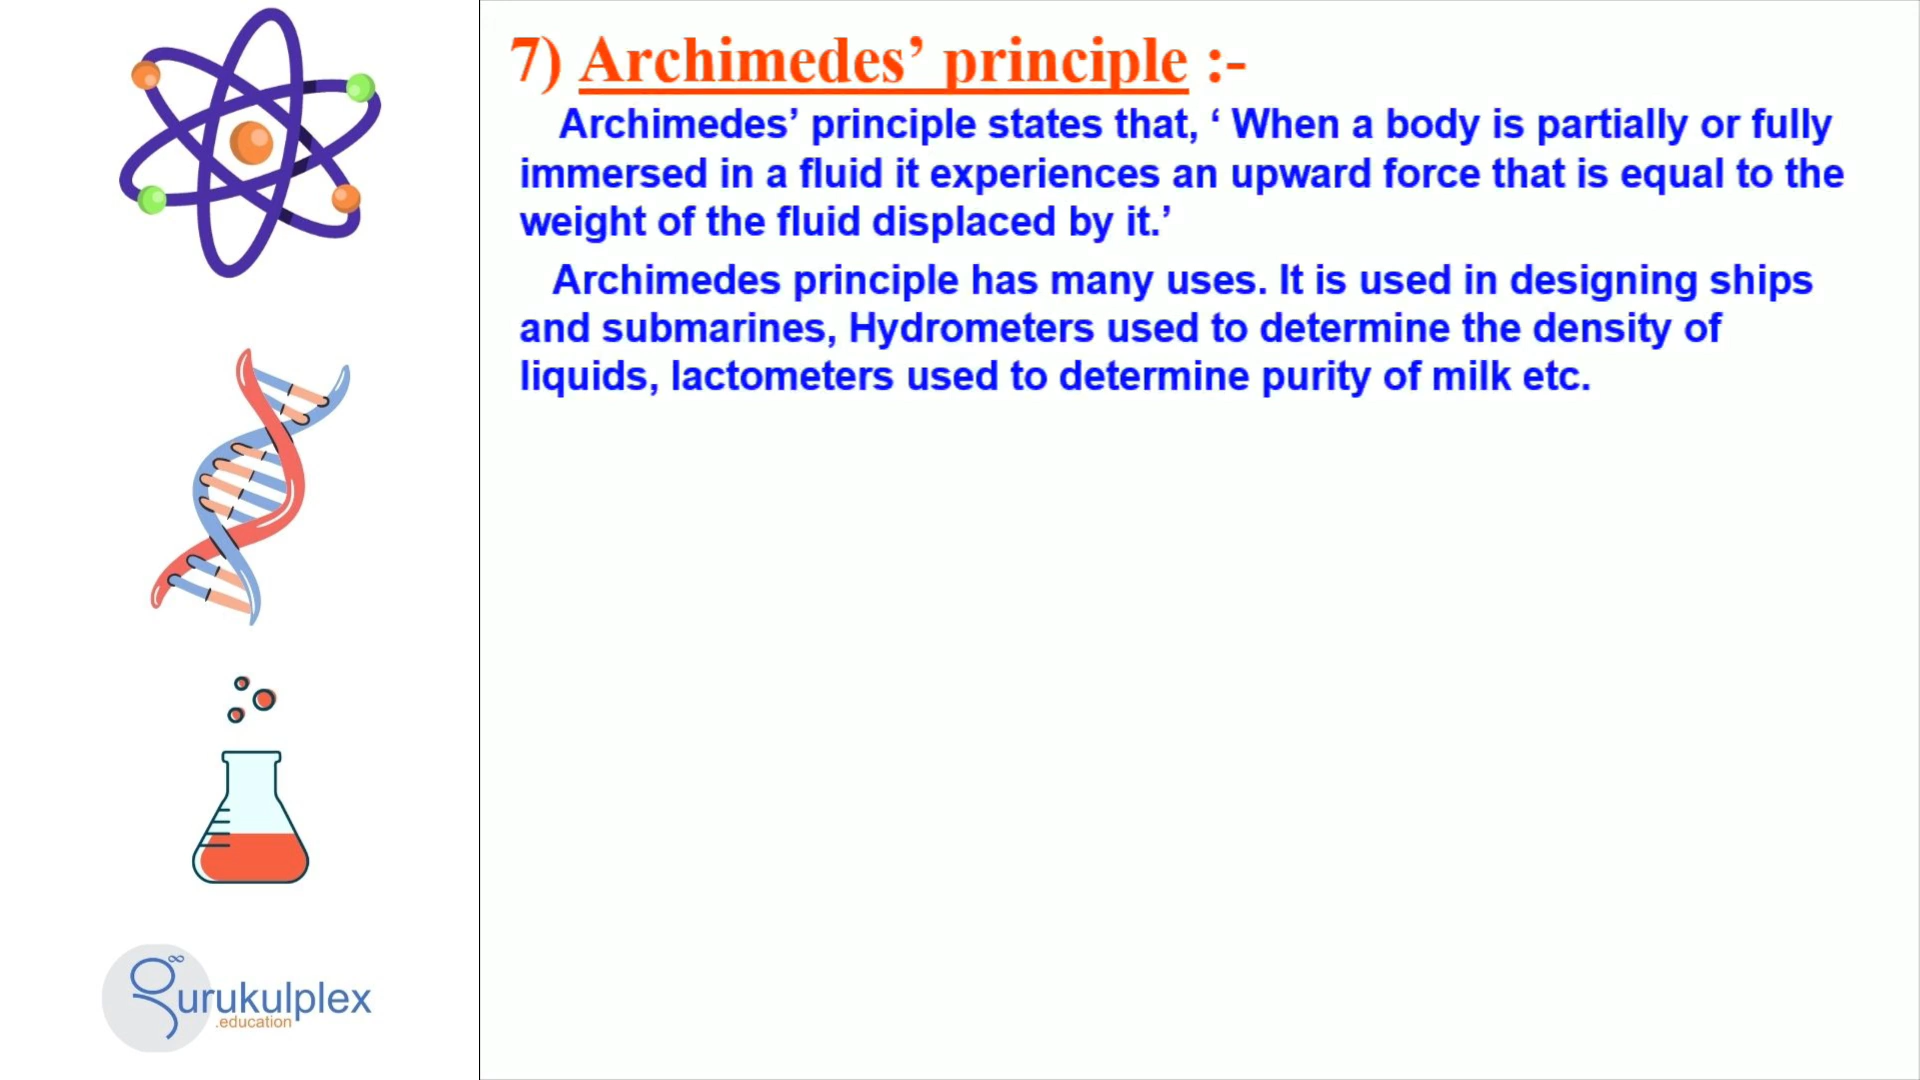 7) Archimedes’ principle :-
Archimedes’ principle states that, ‘ When a body is partially or fully
immersed in a fluid it experiences an upward force that is equal to the
weight of the fluid displaced by it.’
Archimedes principle has many uses. It is used in designing ships
and submarines, Hydrometers used to determine the density of
liquids, lactometers used to determine purity of milk etc.
gurukulplex
.education